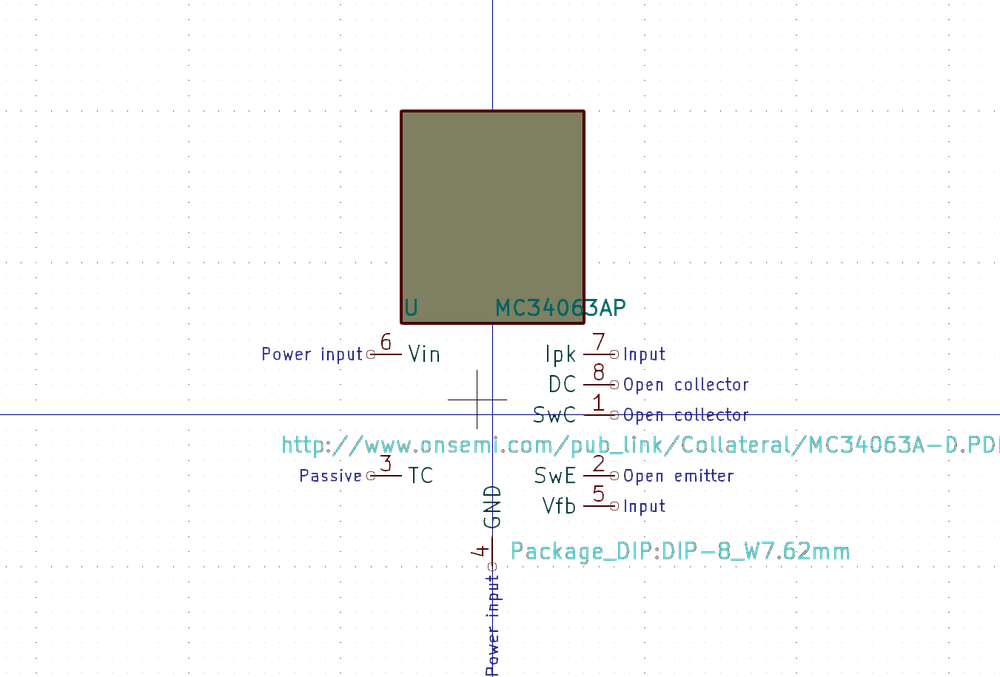 U MC34063AP
6 7
Power input Vin Ipk Input
8
DC Open collector
1
SwC Open collector
http://www.onsemi.com/pub_link/Collateral/MC34063A-D.PD
3 2
Passive TC SwE Open emitter
5
GND Vfb Input
4 Package_DIP:DIP-8_W7.62mm
Power input